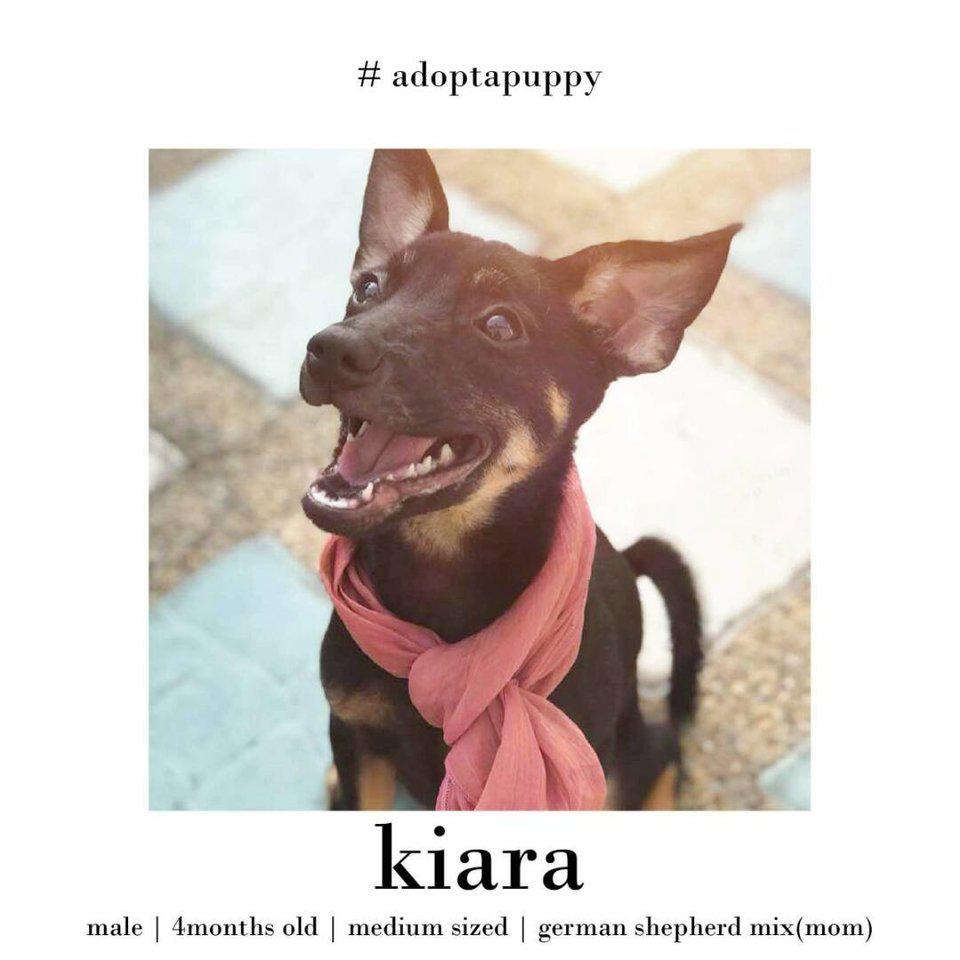 # adoptapuppy
kiara
male | 4months old | medium sized | german shepherd mix(mom)